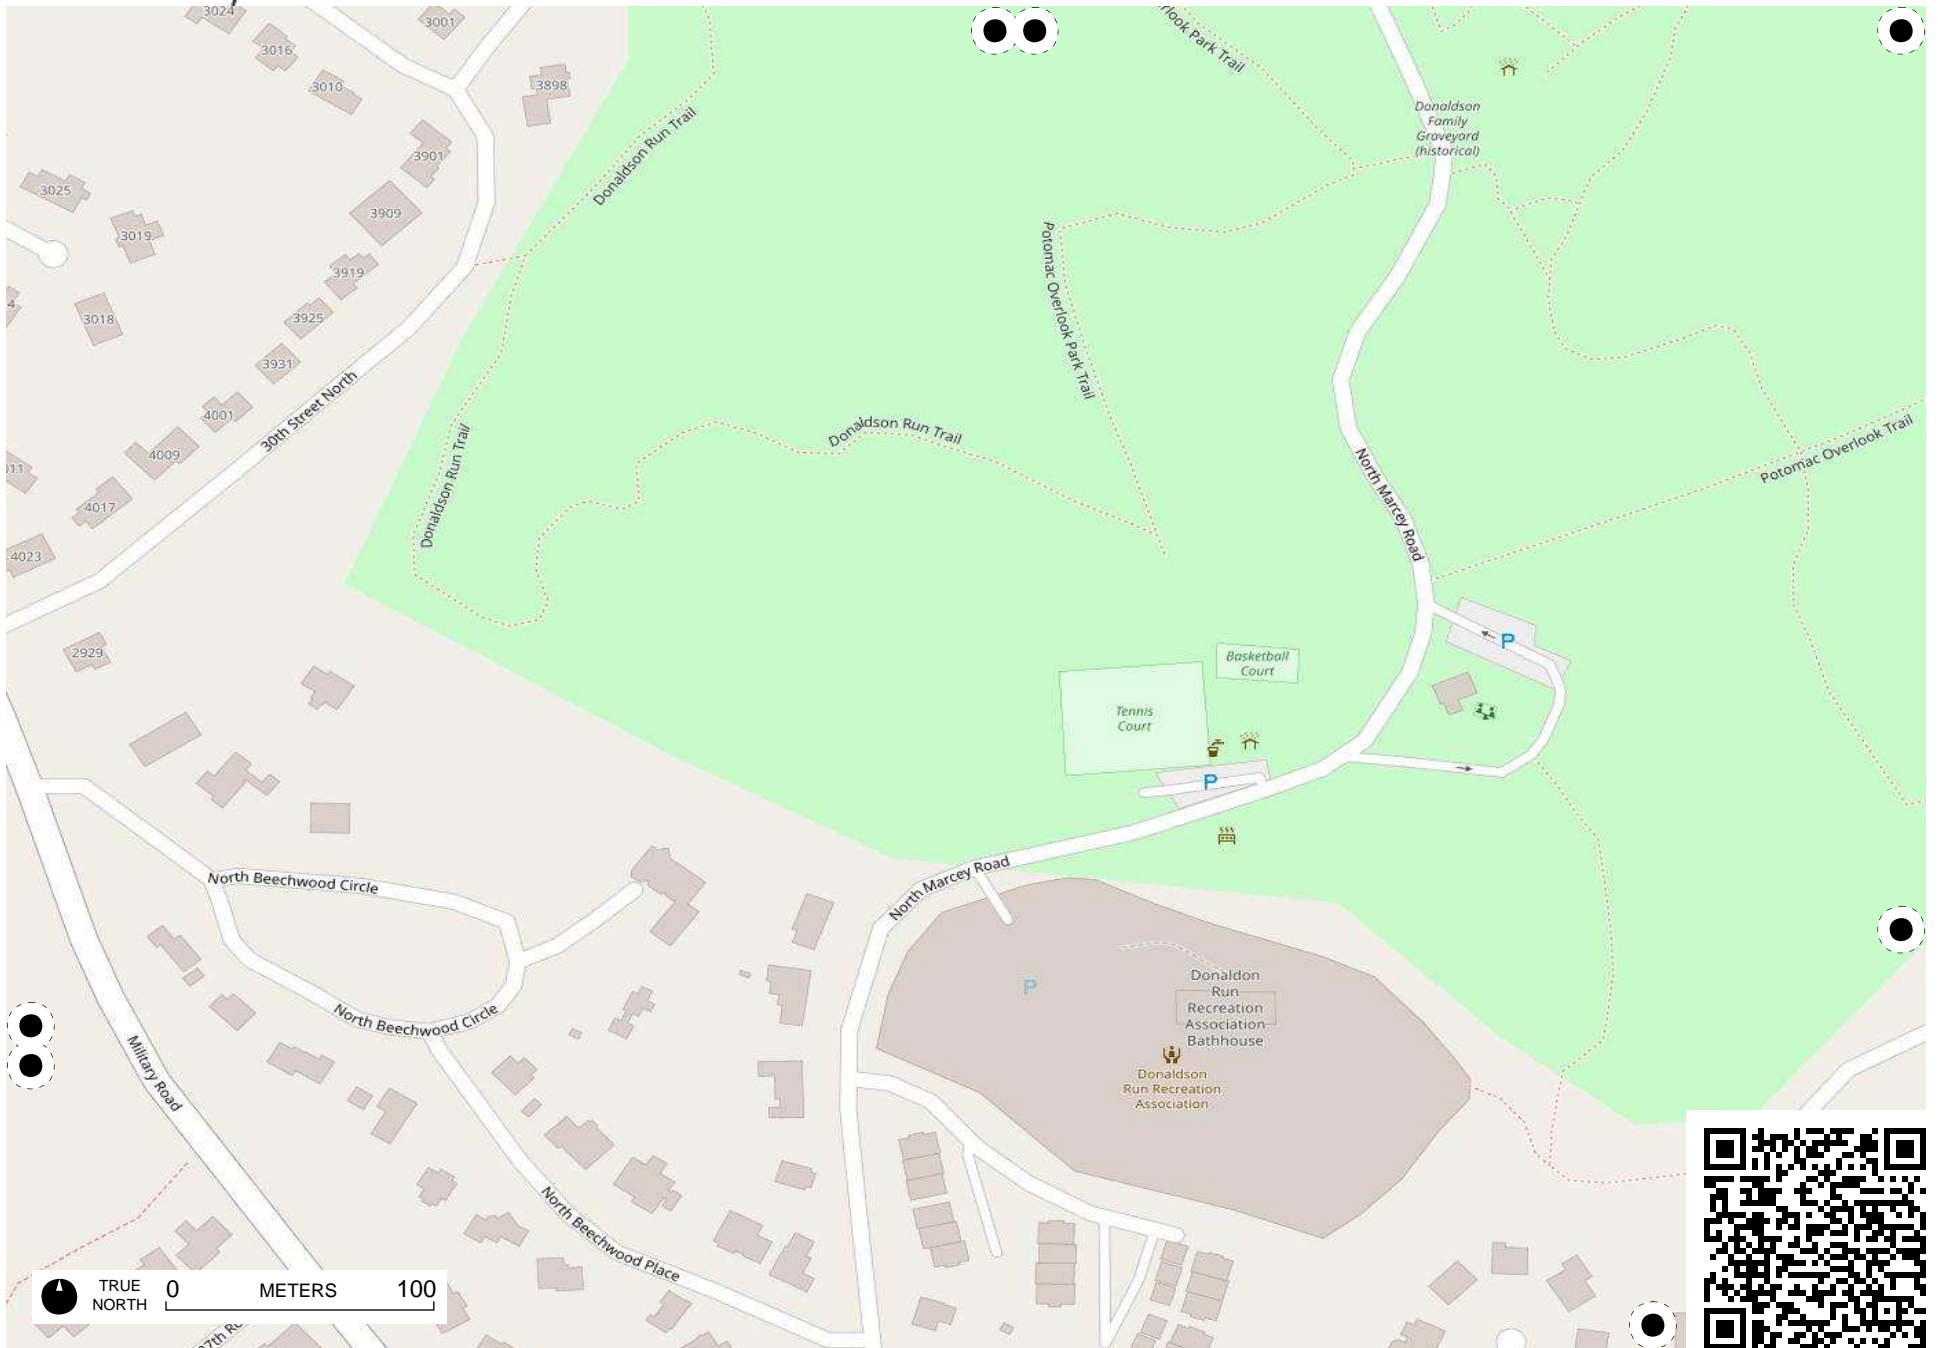 3024
3001
3016
3010
3898
3901
3025
3909
3019
3919
3018
3925
3931
4001
4009
4017
4023
2929
30th Street North
Donaldson Run Trail
Donaldson Run Trail
Donaldson Run Trail
Park Trail
Potomac Overlook Park Trail
Donaldson
Family
Graveyard
(historical)
North Marcey Road
Potomac Overlook Trail
P
Basketball
Court
Tennis
Court
P
North Marcey Road
North Beechwood Circle
North Beechwood Circle
Military Road
P
Donaldon
Run
Recreation
Association
Bathhouse
Donaldson
Run Recreation
Association
North Beechwood Place
TRUE
NORTH
0 METERS 100